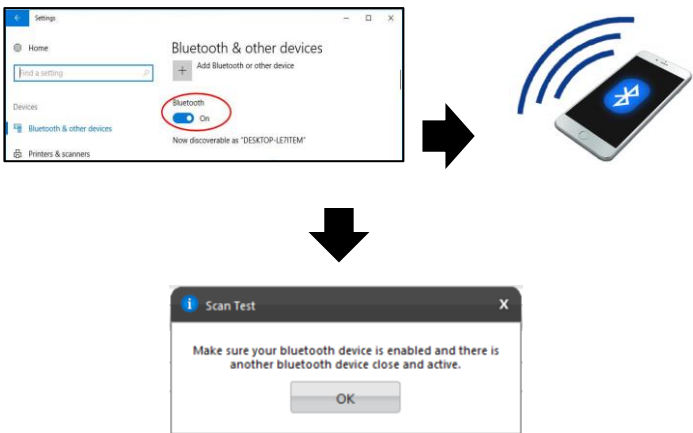 Settings
Home
Bluetooth & other devices
Add Bluetooth or other device
Find a setting
Devices
Bluetooth
On
Bluetooth & other devices
Now discoverable as "DESKTOP-LE7ITEM"
Printers & scanners
Scan Test
X
Make sure your bluetooth device is enabled and there is
another bluetooth device close and active.
OK